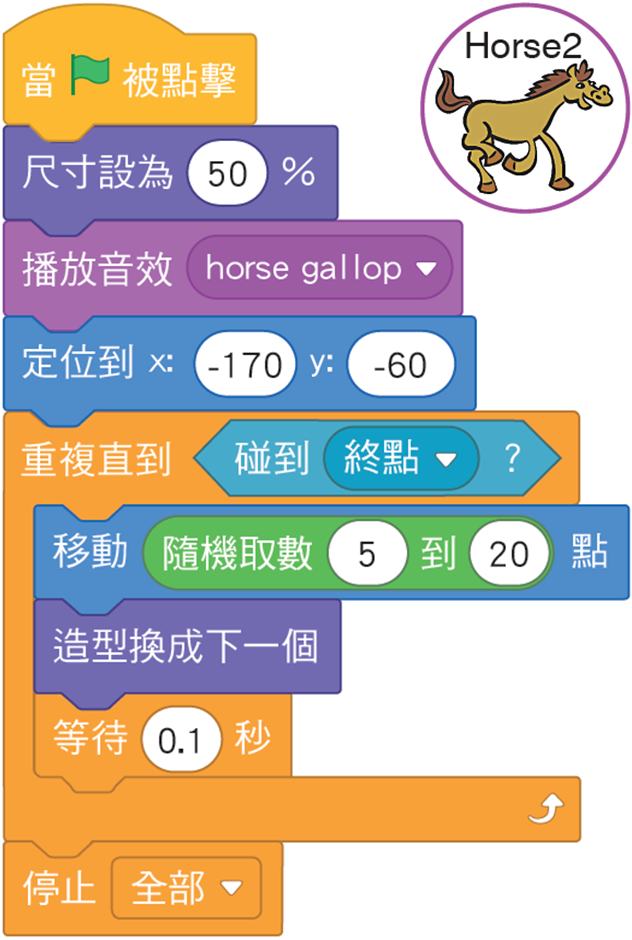 Horse2
當 被點擊
尺寸設為 50 %
播放音效 horse gallop
定位到 x: -170 y: -60
重複直到 碰到 終點 ?
移動 隨機取數 5 到 20 點
造型換成下一個
等待 0.1 秒
停止 全部